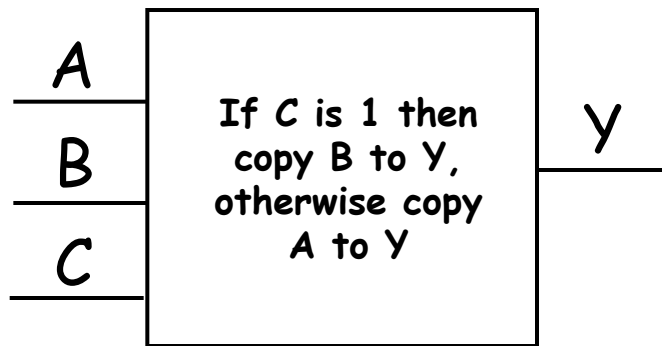 A
B
C
If C is 1 then
copy B to Y,
otherwise copy
A to Y
Y